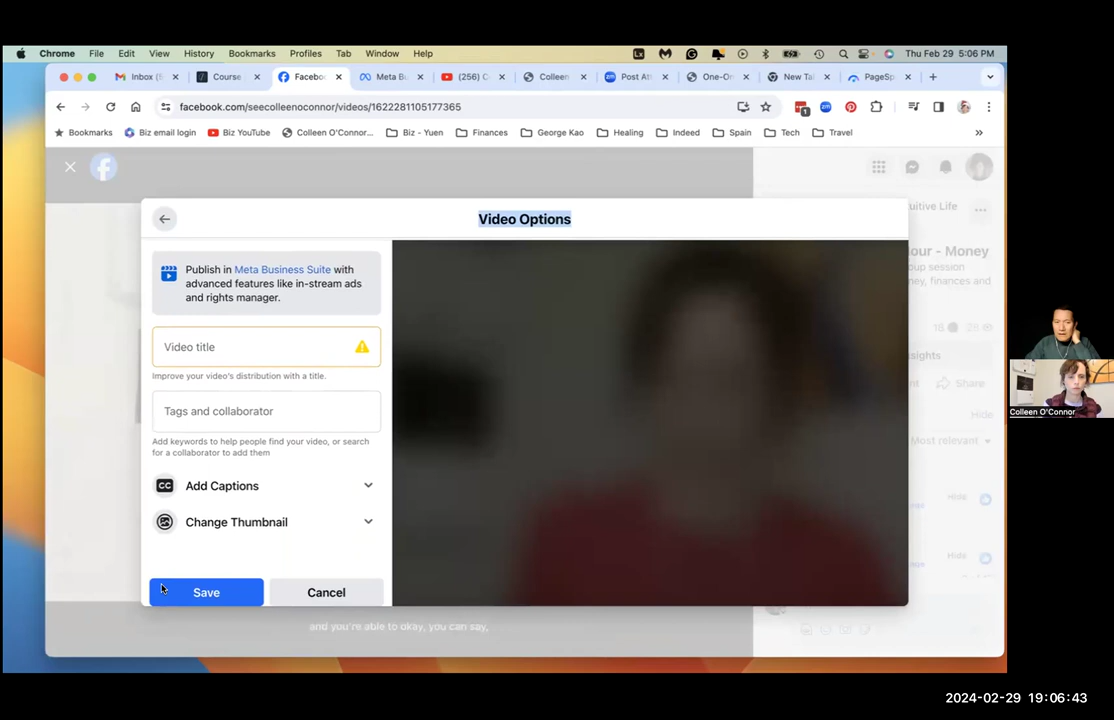 Chrome File Edit View History Bookmarks Profiles Tab Window Help Thu Feb 29 5:06 PM
Inbox ( Course Facebo Meta Bu (256) C Colleen Post At One-On New Ta PageSp
facebook.com/seecolleenoconnor/videos/1622281105177365
1
Bookmarks Biz email login Biz YouTube Colleen O'Connor... Biz - Yuen Finances George Kao Healing Indeed Spain Tech Travel »
Video Options
uitive Life
Publish in Meta Business Suite with
advanced features like in-stream ads
and rights manager.
our - Money
oup session
ney, finances and
Video title
Improve your video's distribution with a title.
sights
Share
Tags and collaborator
Hide
Add keywords to help people find your video, or search
for a collaborator to add them
Most relevant
CC Add Captions
Hide
Change Thumbnail
Hide
Save Cancel
and you're able to okay, you can say,
Colleen O'Connor
2024-02-29 19:06:43